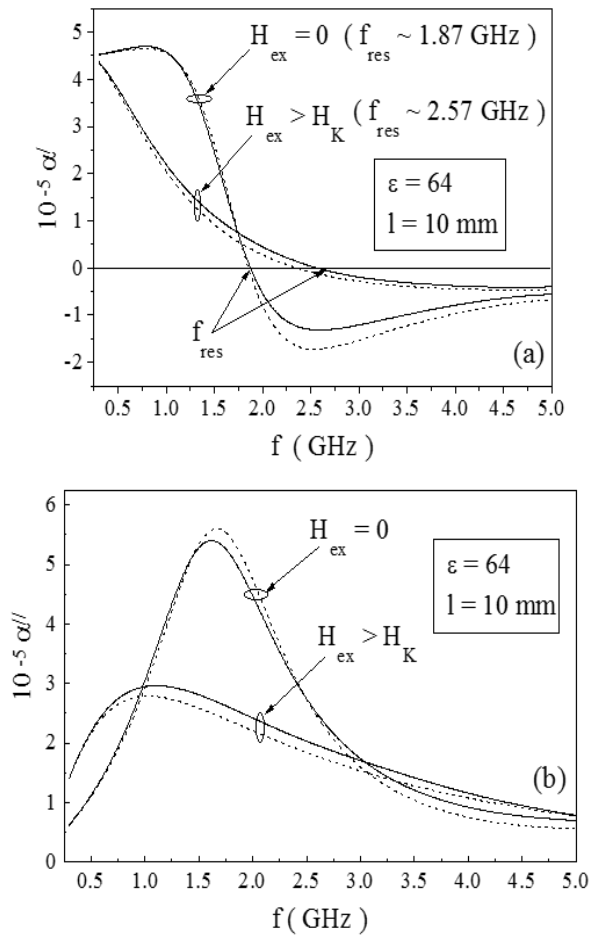 5
4
3
2
1
0
-1
-2
10 -5 α/
H ex = 0 ( f res ~ 1.87 GHz )
H ex > H K ( f res ~ 2.57 GHz )
ε = 64
l = 10 mm
f res
(a)
0.5 1.0 1.5 2.0 2.5 3.0 3.5 4.0 4.5 5.0
f ( GHz )
6
5
4
3
2
1
0
10 -5 α//
H ex = 0
ε = 64
l = 10 mm
H ex > H K
(b)
0.5 1.0 1.5 2.0 2.5 3.0 3.5 4.0 4.5 5.0
f ( GHz )